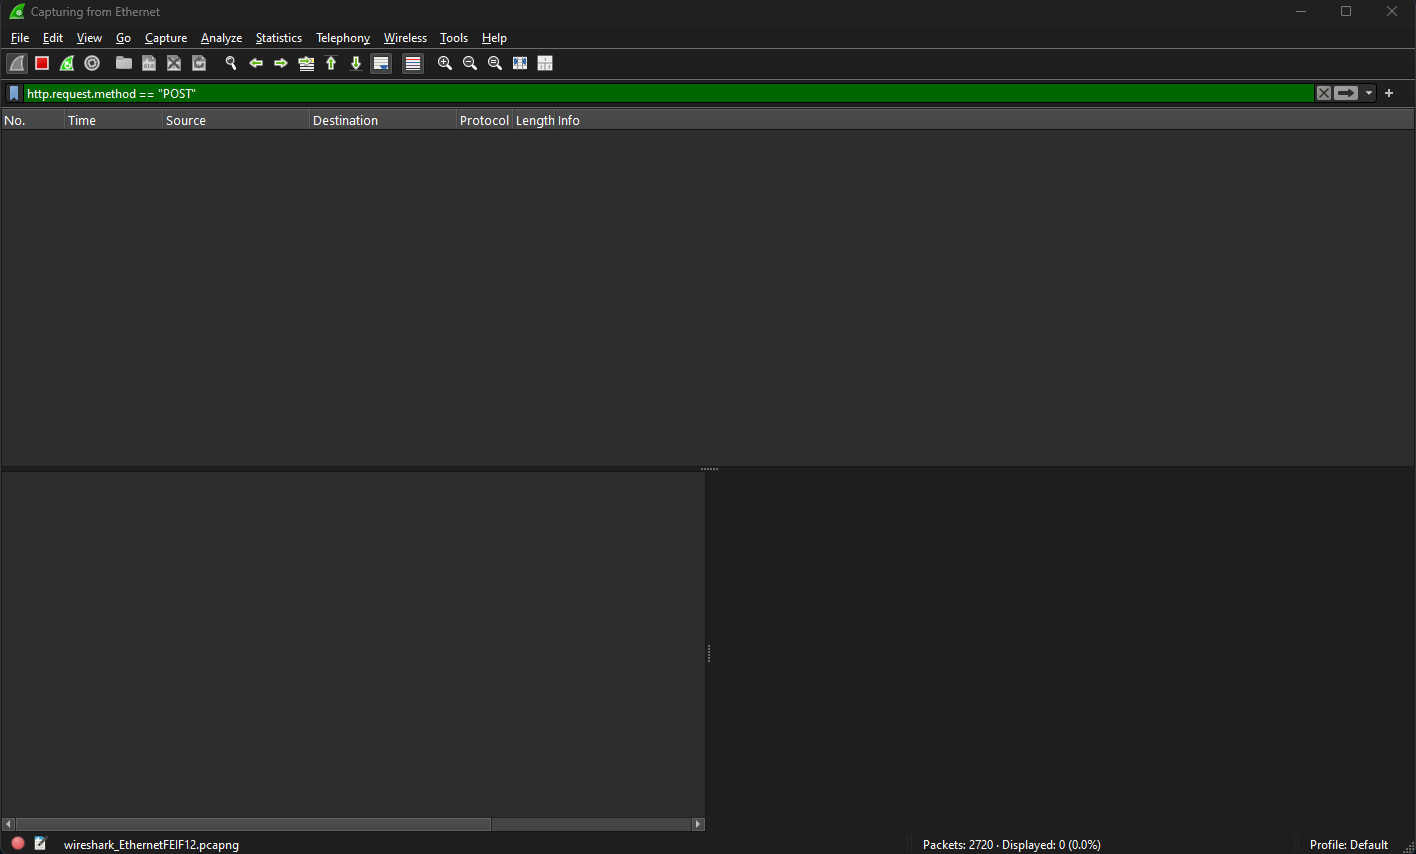 Capturing from Ethernet
File Edit View Go Capture Analyze Statistics Telephony Wireless Tools Help
http.request.method == "POST"
No. Time Source Destination Protocol Length Info
wireshark_EthernetFEIF12.pcapng Packets: 2720 · Displayed: 0 (0.0%) Profile: Default